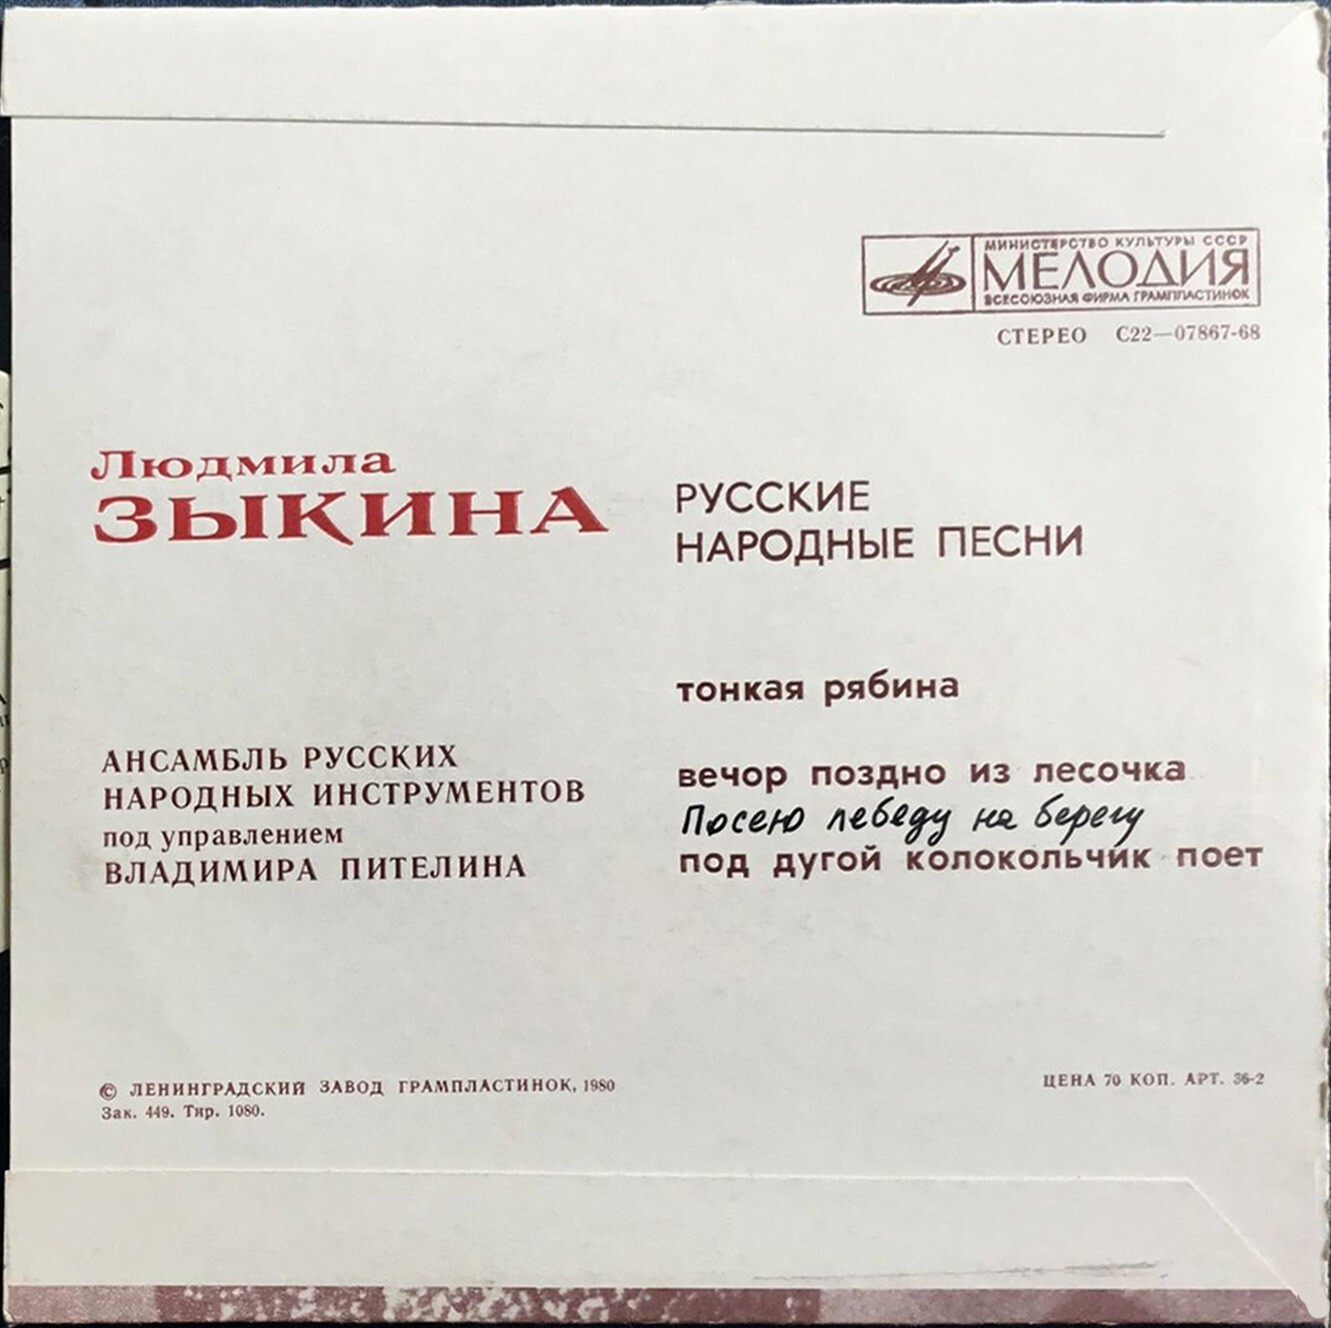 МИНИСТЕРСТВО КУЛЬТУРЫ СССР
МЕЛОДИЯ
ВСЕСОЮЗНАЯ ФИРМА ГРАМПЛАСТИНОК
СТЕРЕО С22—07867-68
Людмила
ЗЫКИНА
РУССКИЕ
НАРОДНЫЕ ПЕСНИ
тонкая рябина
вечор поздно из лесочка
Посею лебеду на берегу
под дугой колокольчик поет
АНСАМБЛЬ РУССКИХ
НАРОДНЫХ ИНСТРУМЕНТОВ
под управлением
ВЛАДИМИРА ПИТЕЛИНА
© ЛЕНИНГРАДСКИЙ ЗАВОД ГРАМПЛАСТИНОК, 1980
Зак. 449. Тир. 1080.
ЦЕНА 70 КОП. АРТ. 36-2